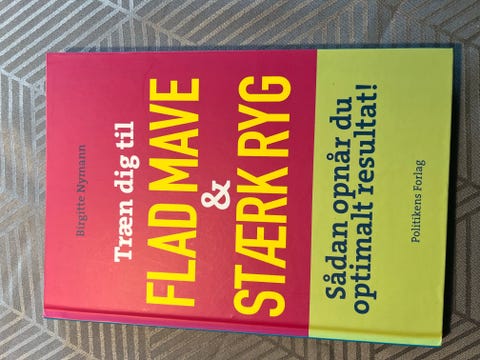 Birgitte Nymann
Træn dig til
FLAD MAVE
&
STÆRK RYG
Sådan opnår du
optimalt resultat!
Politikens Forlag